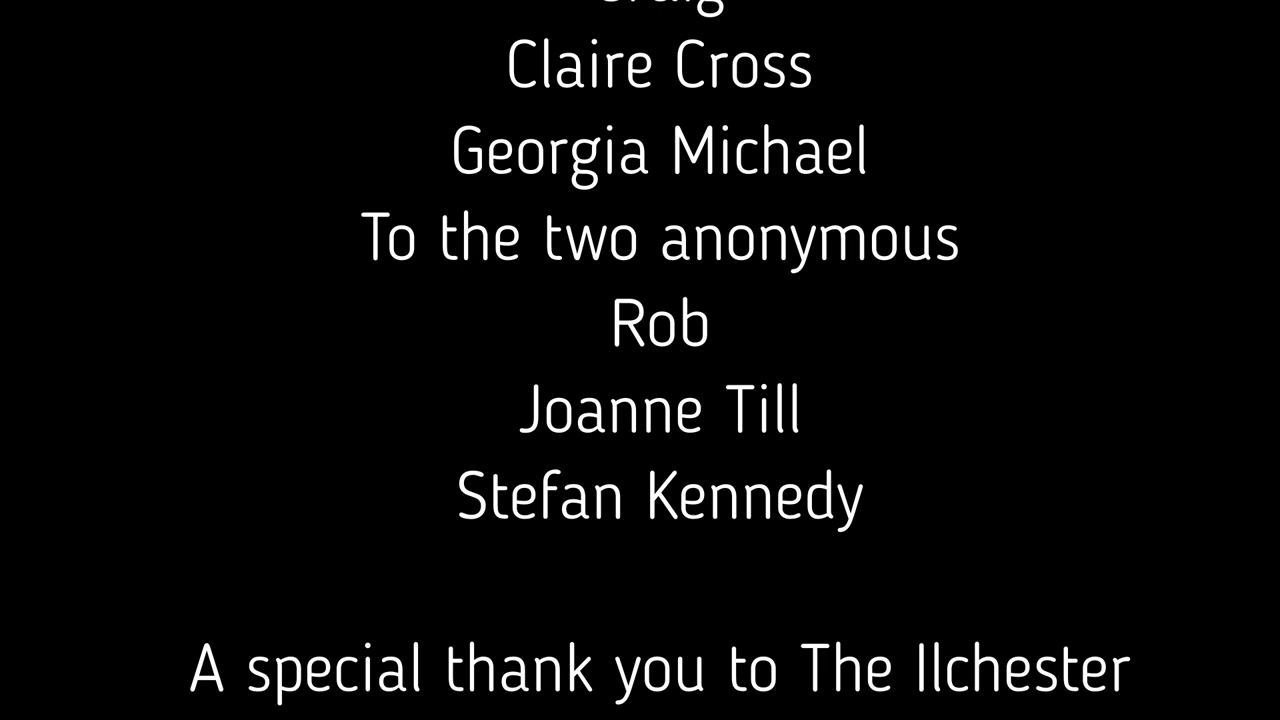 Craig
Claire Cross
Georgia Michael
To the two anonymous
Rob
Joanne Till
Stefan Kennedy
A special thank you to The Ilchester